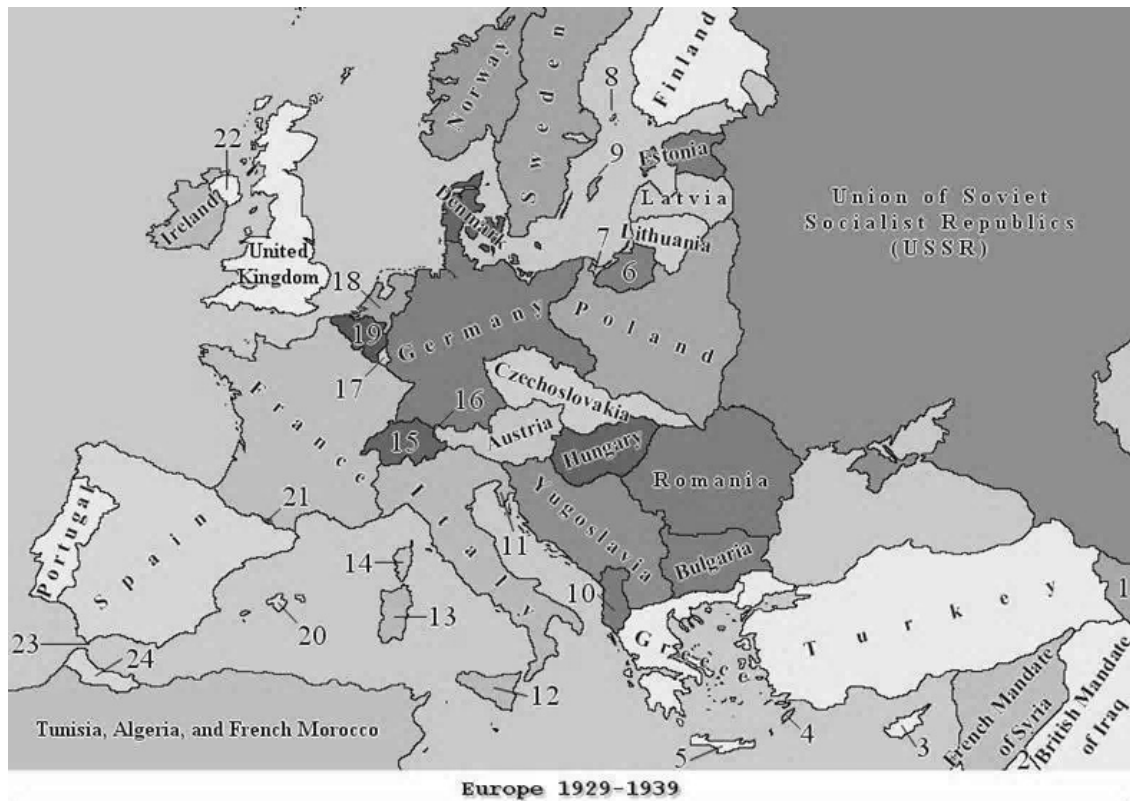 8
Norway
Sweden
Finland
22
9
Estonia
Ireland
Denmark
Latvia
Union of Soviet
Socialist Republics
(USSR)
United
Kingdom
7
Lithuania
6
18
19
Germany
Poland
17
France
16
Czechoslovakia
15
Austria
Hungary
Romania
Portugal
Spain
21
Italy
Yugoslavia
11
Bulgaria
14
10
1
13
20
Greece
Turkey
23
24
12
Tunisia, Algeria, and French Morocco
5
4
3
French Mandate
of Syria
2
British Mandate
of Iraq
Europe 1929-1939